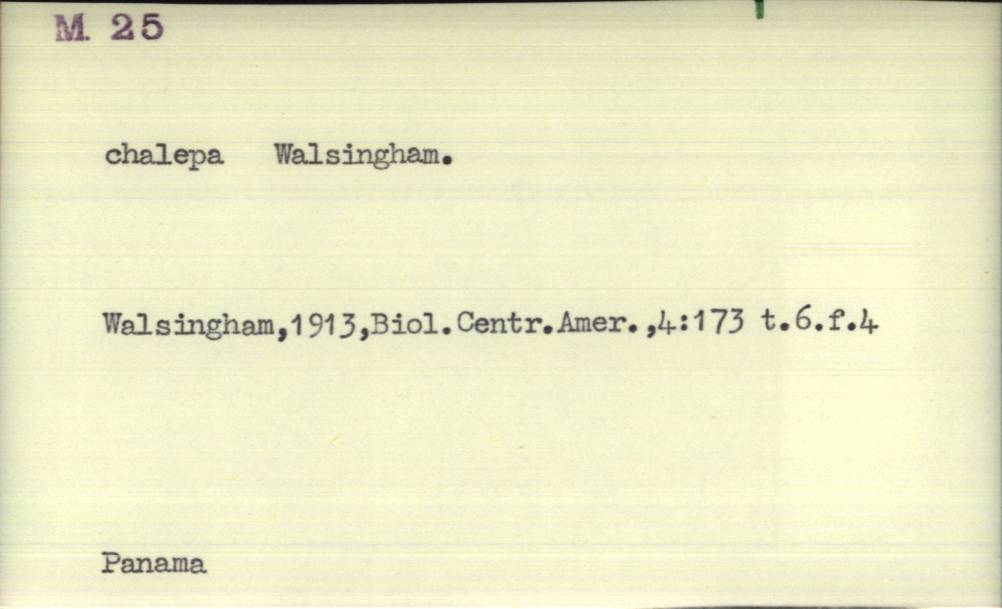 M. 25
chalepa Walsingham.
Walsingham,1913,Biol.Centr.Amer.,4:173 t.6.f.4
Panama